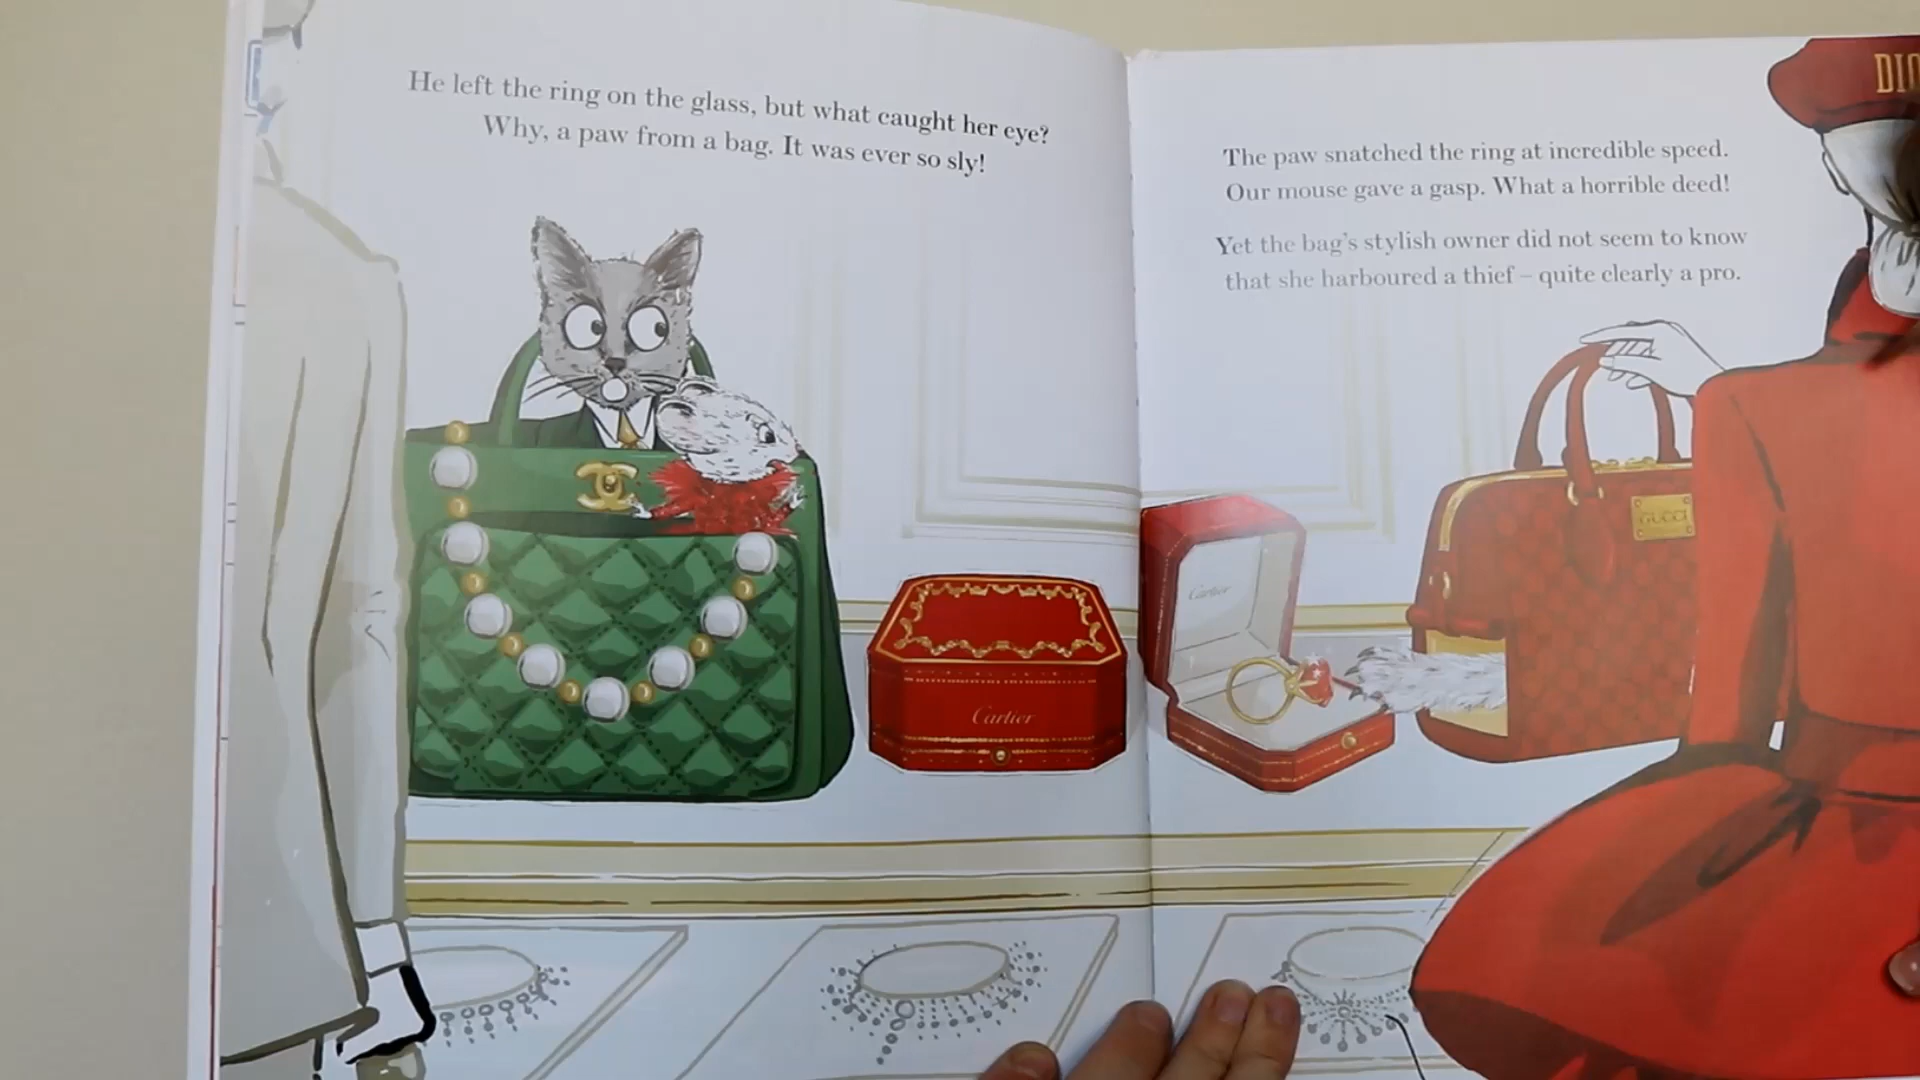 He left the ring on the glass, but what caught her eye?
Why, a paw from a bag. It was ever so sly!
The paw snatched the ring at incredible speed.
Our mouse gave a gasp. What a horrible deed!
Yet the bag's stylish owner did not seem to know
that she harboured a thief – quite clearly a pro.
Cartier
Cartier
GUCCI